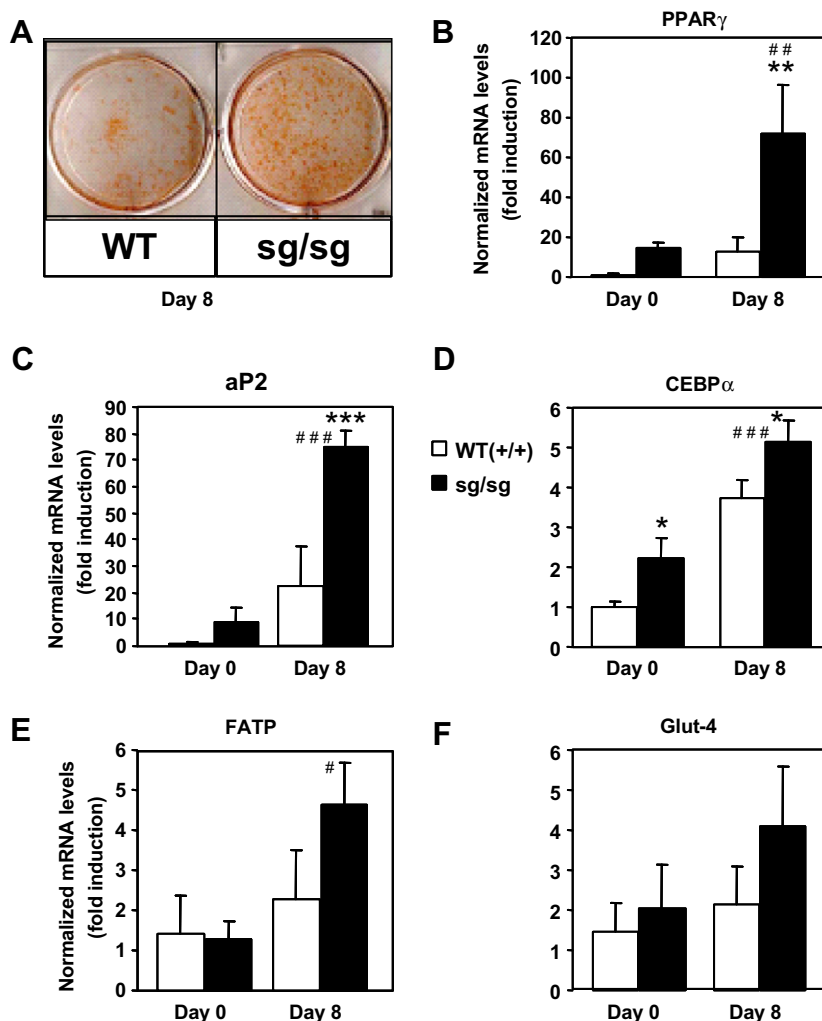 A
WT
sg/sg
Day 8
B
PPARγ
Normalized mRNA levels
(fold induction)
120
100
80
60
40
20
0
##
**
Day 0
Day 8
C
aP2
Normalized mRNA levels
(fold induction)
90
80
70
60
50
40
30
20
10
0
###
***
Day 0
Day 8
WT(+/+)
sg/sg
D
CEBPα
6
5
4
3
2
1
0
*
###
*
Day 0
Day 8
E
FATP
Normalized mRNA levels
(fold induction)
6
5
4
3
2
1
0
#
Day 0
Day 8
F
Glut-4
6
5
4
3
2
1
0
Day 0
Day 8